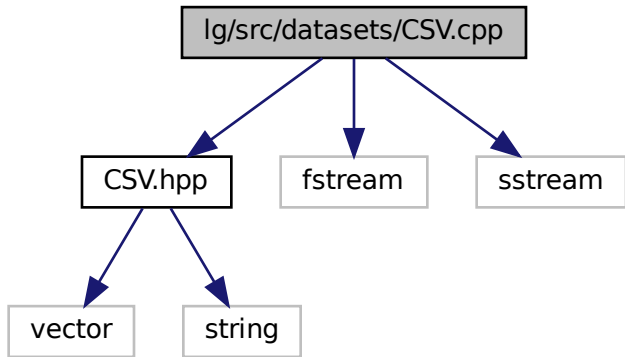 lg/src/datasets/CSV.cpp
CSV.hpp
fstream
sstream
vector
string